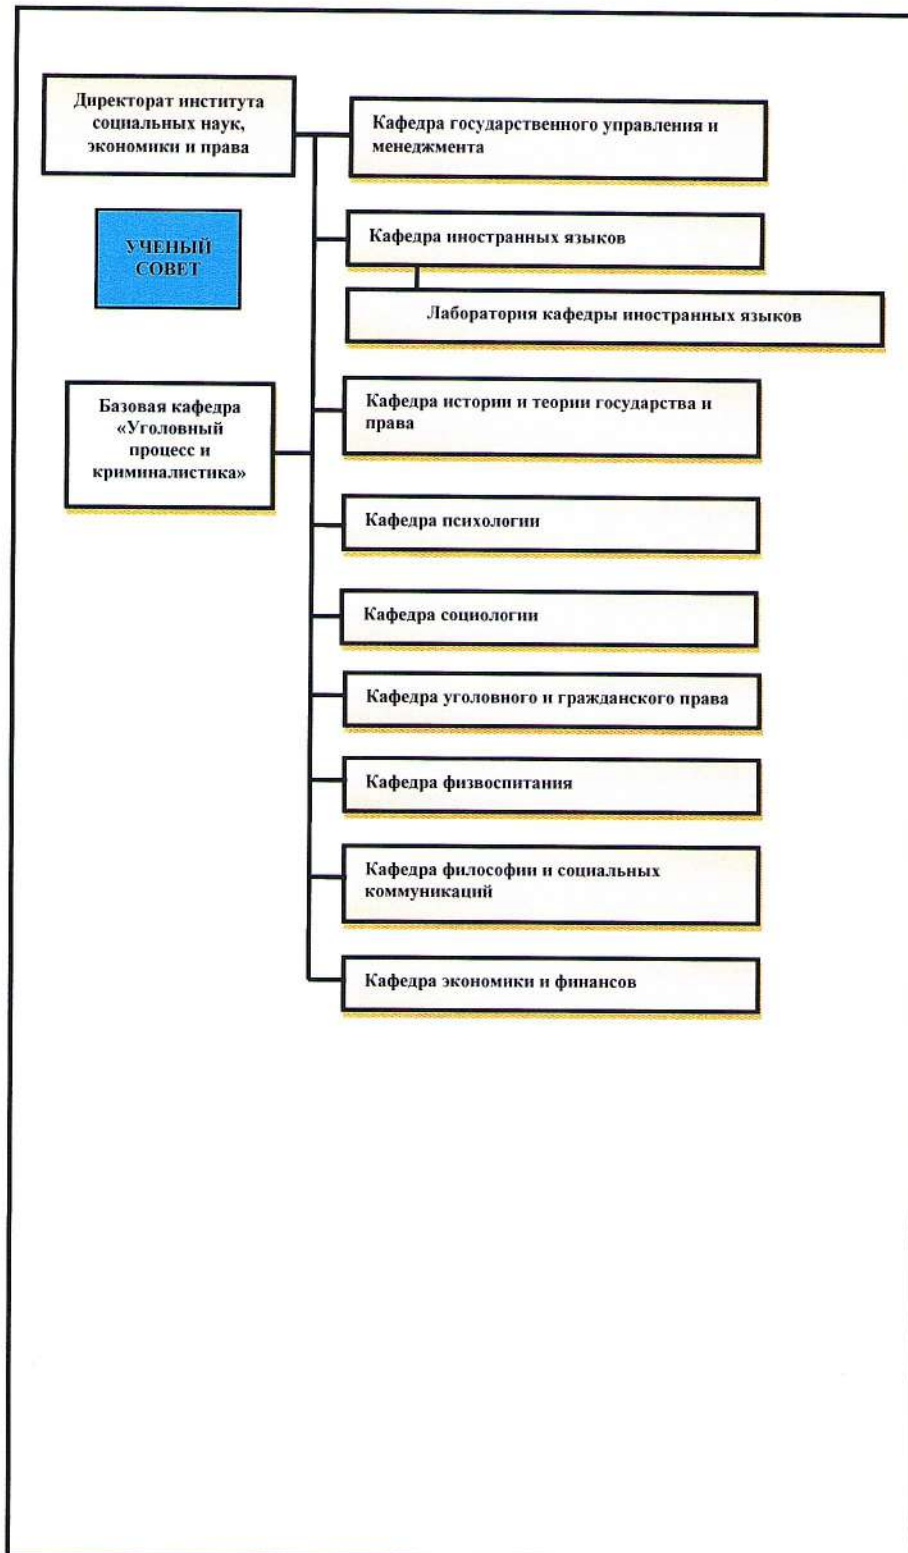 Директорат института
социальных наук,
экономики и права
Кафедра государственного управления и
менеджмента
УЧЕНЫЙ
СОВЕТ
Кафедра иностранных языков
Лаборатория кафедры иностранных языков
Базовая кафедра
«Уголовный
процесс и
криминалистика»
Кафедра истории и теории государства и
права
Кафедра психологии
Кафедра социологии
Кафедра уголовного и гражданского права
Кафедра физвоспитания
Кафедра философии и социальных
коммуникаций
Кафедра экономики и финансов